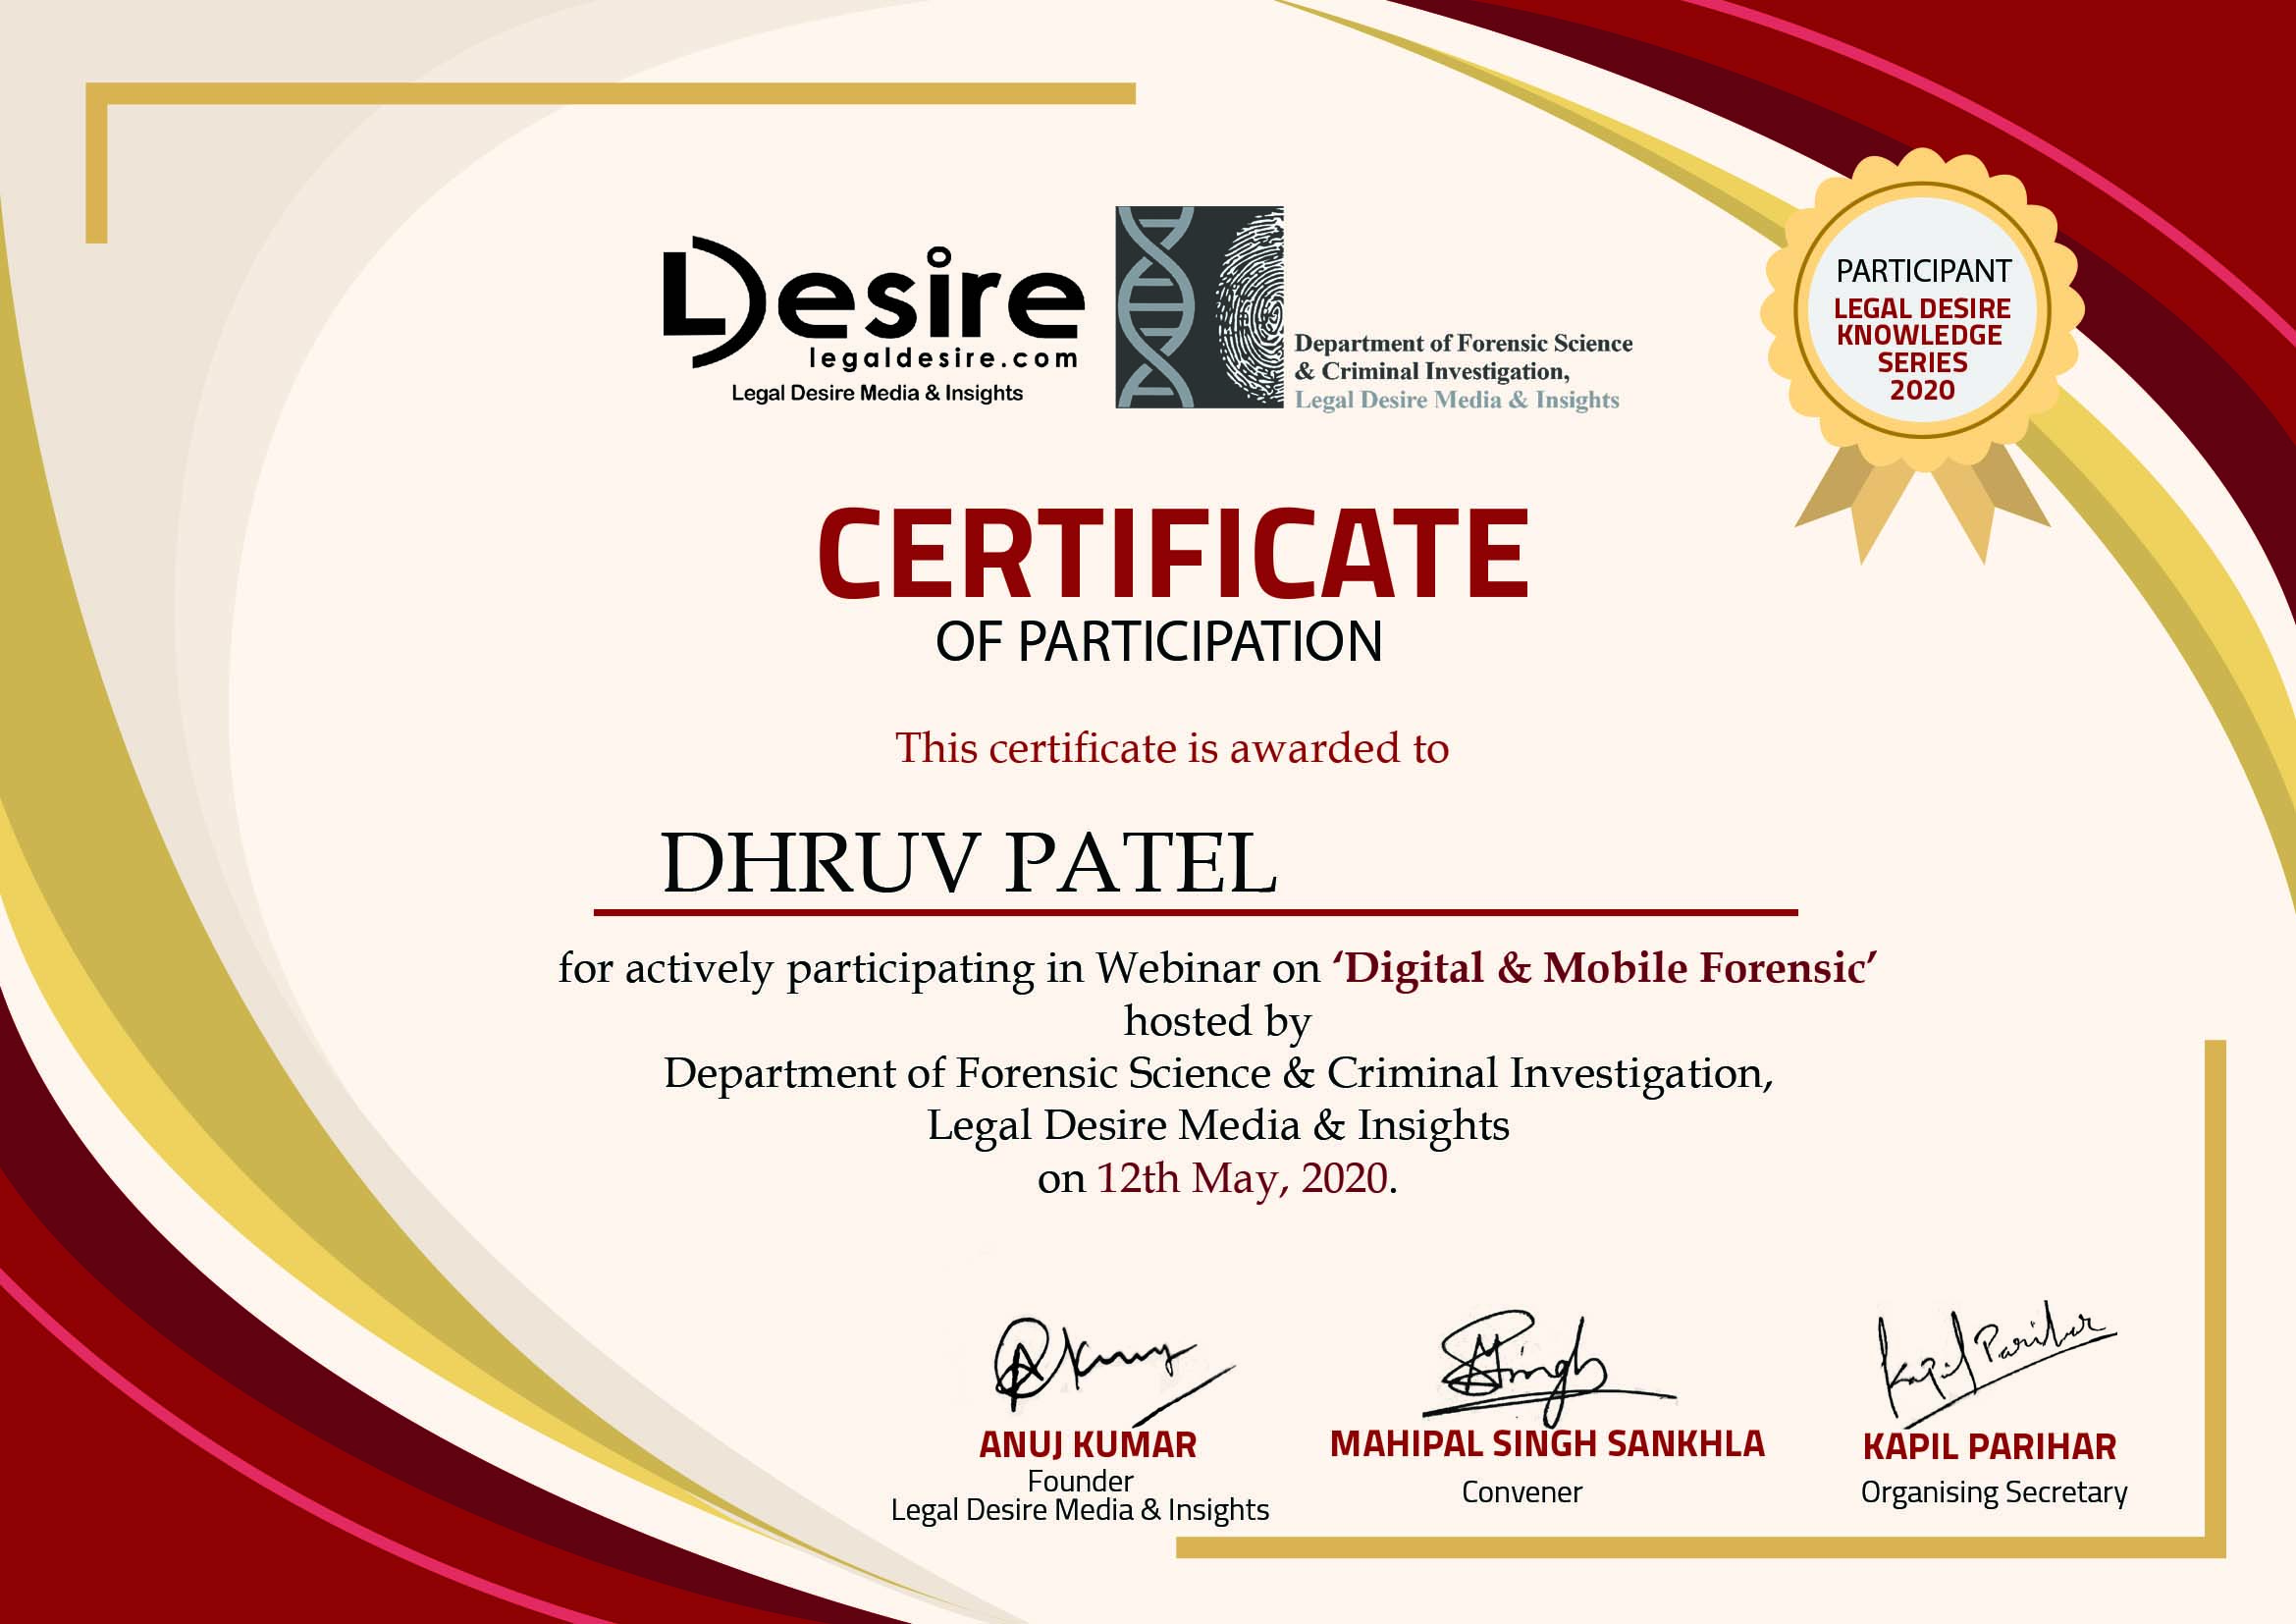 Desire
legaldesire.com
Legal Desire Media & Insights
Department of Forensic Science
& Criminal Investigation,
Legal Desire Media & Insights
PARTICIPANT
LEGAL DESIRE
KNOWLEDGE
SERIES
2020
CERTIFICATE
OF PARTICIPATION
This certificate is awarded to
DHRUV PATEL
for actively participating in Webinar on ‘Digital & Mobile Forensic’
hosted by
Department of Forensic Science & Criminal Investigation,
Legal Desire Media & Insights
on 12th May, 2020.
Kapil Parihar
ANUJ KUMAR
Founder
Legal Desire Media & Insights
MAHIPAL SINGH SANKHLA
Convener
KAPIL PARIHAR
Organising Secretary